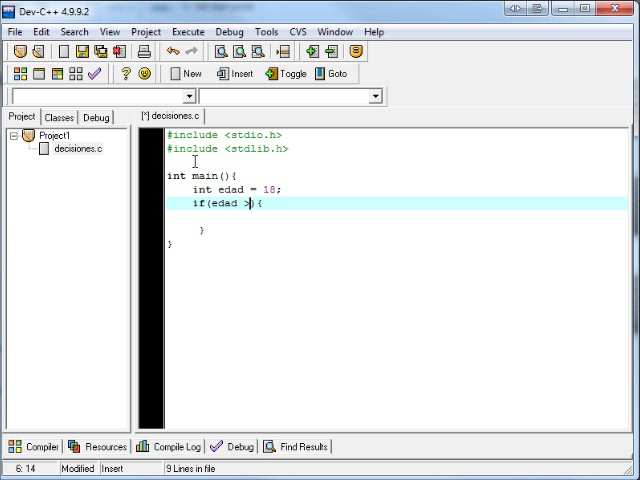 Dev-C++ 4.9.9.2
File Edit Search View Project Execute Debug Tools CVS Window Help
New Insert Toggle Goto
Project Classes Debug
[*] decisiones.c
Project1
decisiones.c
#include <stdio.h>
#include <stdlib.h>
int main(){
int edad = 18;
if(edad >){
}
}
Compiler Resources Compile Log Debug Find Results
6: 14 Modified Insert 9 Lines in file